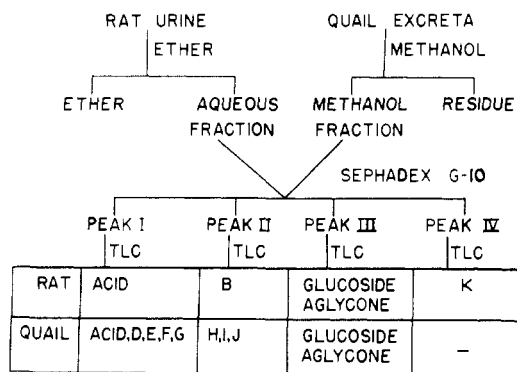 RAT URINE QUAIL EXCRETA
ETHER METHANOL
ETHER AQUEOUS METHANOL RESIDUE
FRACTION FRACTION
SEPHADEX G-10
PEAK I PEAK II PEAK III PEAK IV
TLC TLC TLC TLC
RAT ACID B GLUCOSIDE K
AGLYCONE
QUAIL ACID,D,E,F,G H,I,J GLUCOSIDE –
AGLYCONE